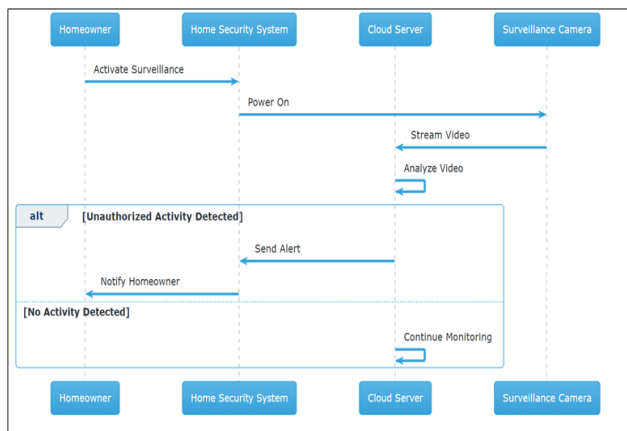 Homeowner
Home Security System
Cloud Server
Surveillance Camera
Activate Surveillance
Power On
Stream Video
Analyze Video
alt
[Unauthorized Activity Detected]
Send Alert
Notify Homeowner
[No Activity Detected]
Continue Monitoring
Homeowner
Home Security System
Cloud Server
Surveillance Camera